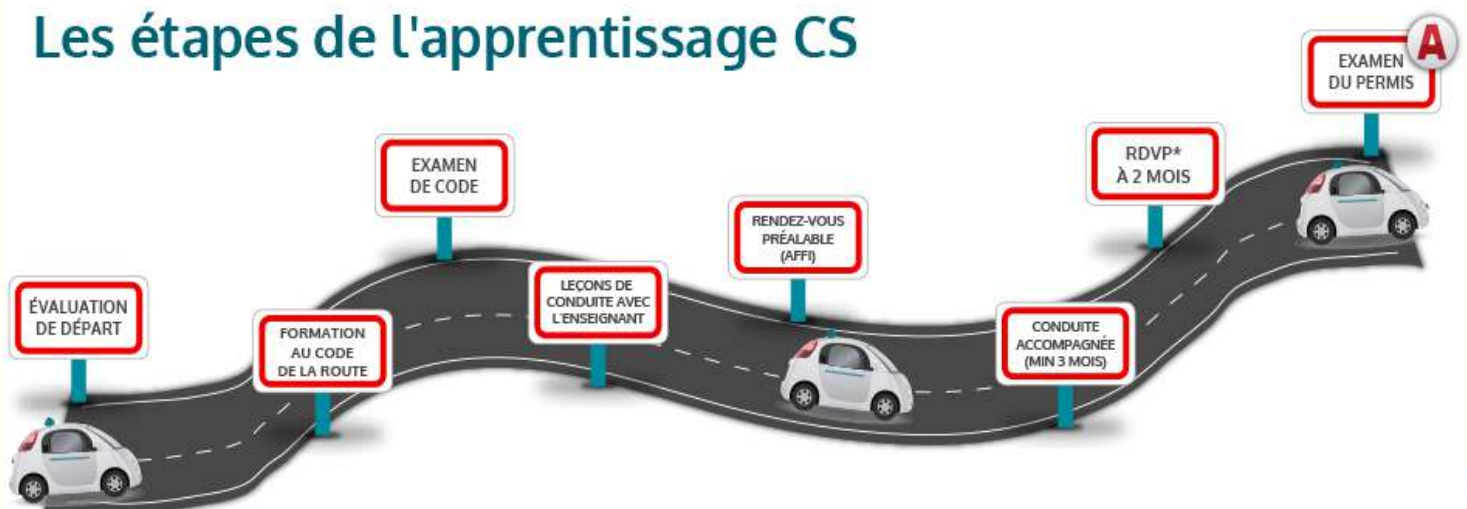 Les étapes de l'apprentissage CS
ÉVALUATION
DE DÉPART
FORMATION
AU CODE
DE LA ROUTE
EXAMEN
DE CODE
LEÇONS DE
CONDUITE AVEC
L'ENSEIGNANT
RENDEZ-VOUS
PRÉALABLE
(AFFI)
CONDUITE
ACCOMPAGNÉE
(MIN 3 MOIS)
RDVP*
À 2 MOIS
EXAMEN
DU PERMIS
A